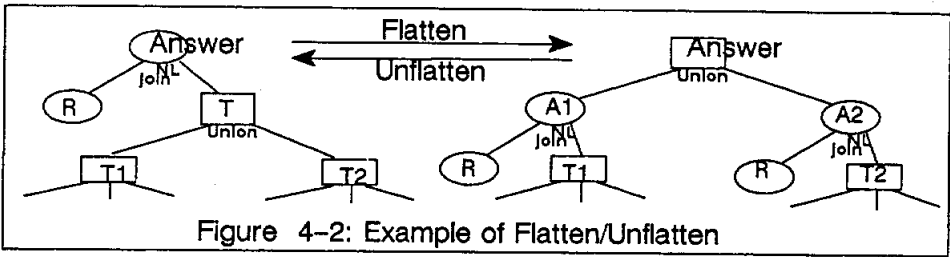 Answer
join NL
R
T
Union
T1
T2
Flatten
Unflatten
Answer
Union
A1
join NL
R
T1
A2
join NL
R
T2
Figure 4-2: Example of Flatten/Unflatten